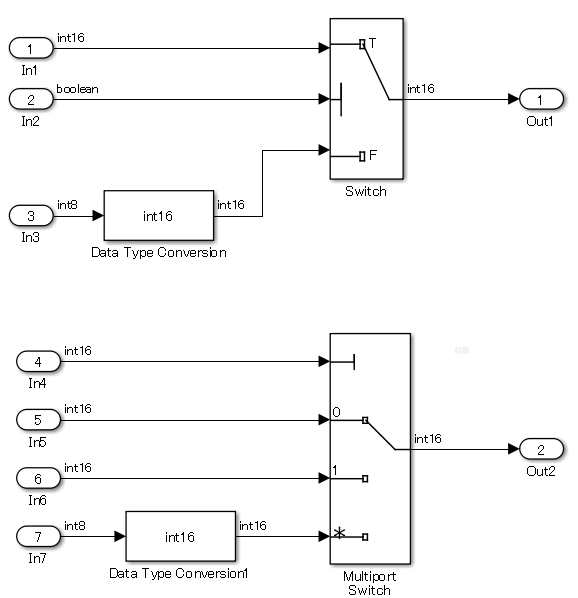 int16
1
In1
T
boolean
2
In2
int16
1
Out1
F
Switch
int8
3
In3
int16
int16
Data Type Conversion
int16
4
In4
int16
5
In5
0
int16
2
Out2
int16
6
In6
1
int8
7
In7
int16
int16
*
Data Type Conversion1
Multiport
Switch